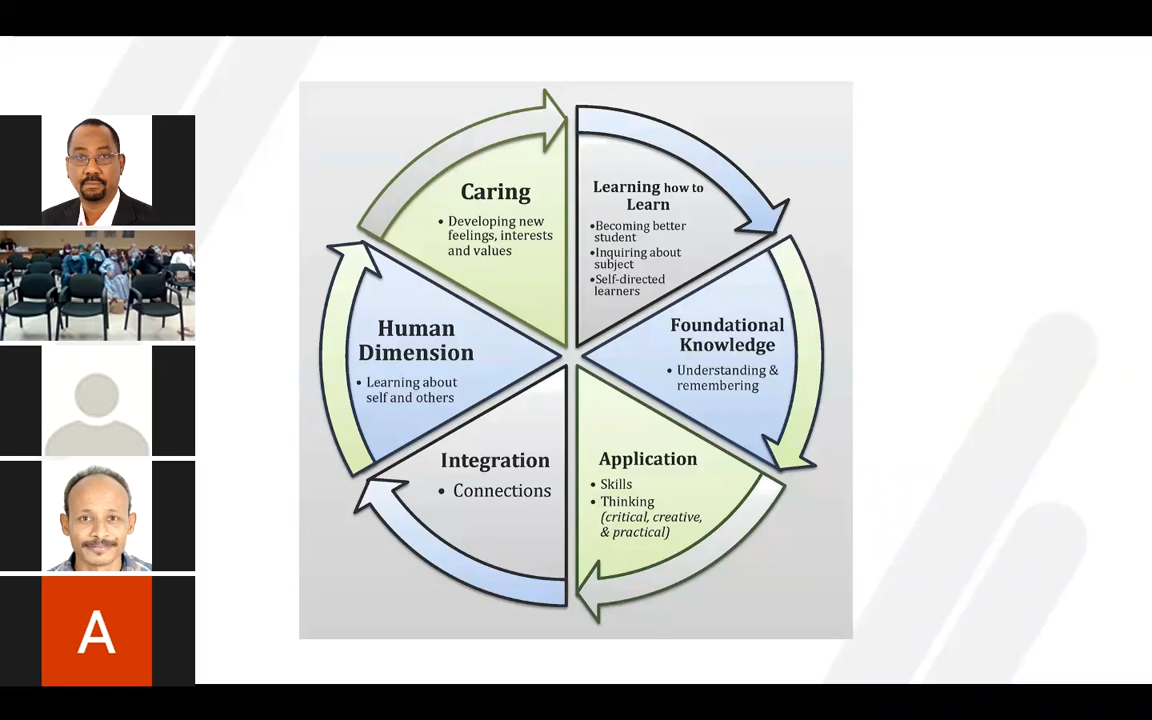 Caring
• Developing new
feelings, interests
and values
Learning how to
Learn
•Becoming better
student
•Inquiring about
subject
•Self-directed
learners
Foundational
Knowledge
• Understanding &
remembering
Application
• Skills
• Thinking
(critical, creative,
& practical)
Integration
• Connections
Human
Dimension
• Learning about
self and others
A